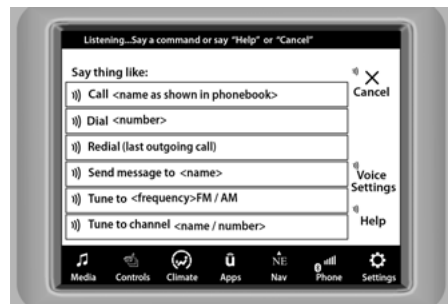 Listening...Say a command or say "Help" or "Cancel"
Say thing like:
Call <name as shown in phonebook>
Dial <number>
Redial (last outgoing call)
Send message to <name>
Tune to <frequency>FM / AM
Tune to channel <name / number>
Cancel
Voice
Settings
Help
NE
Media Controls Climate Apps Nav Phone Settings